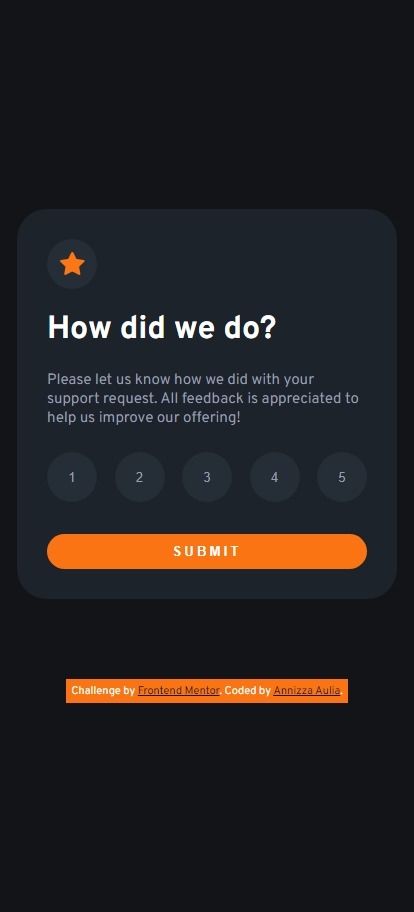 How did we do?
Please let us know how we did with your
support request. All feedback is appreciated to
help us improve our offering!
1 2 3 4 5
SUBMIT
Challenge by Frontend Mentor. Coded by Annizza Aulia.